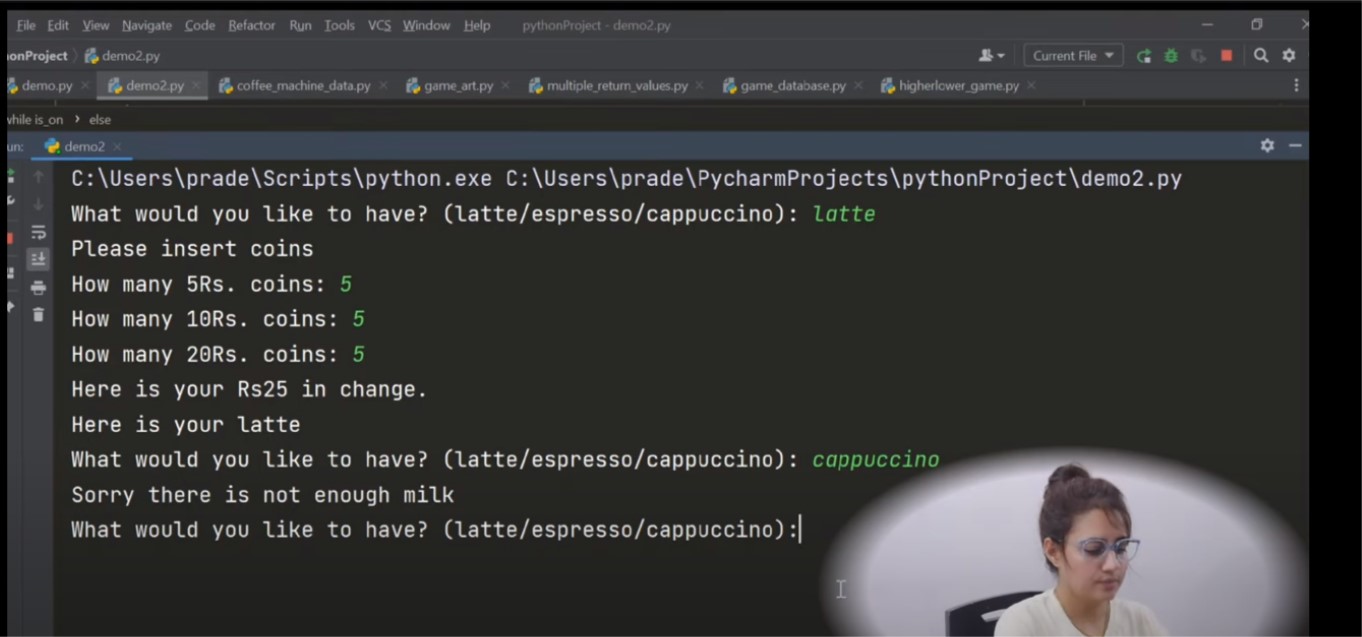 File Edit View Navigate Code Refactor Run Tools VCS Window Help pythonProject - demo2.py
onProject demo2.py Current File
demo.py demo2.py coffee_machine_data.py game_art.py multiple_return_values.py game_database.py higherlower_game.py
while is_on › else
un: demo2
C:\Users\prade\Scripts\python.exe C:\Users\prade\PycharmProjects\pythonProject\demo2.py
What would you like to have? (latte/espresso/cappuccino): latte
Please insert coins
How many 5Rs. coins: 5
How many 10Rs. coins: 5
How many 20Rs. coins: 5
Here is your Rs25 in change.
Here is your latte
What would you like to have? (latte/espresso/cappuccino): cappuccino
Sorry there is not enough milk
What would you like to have? (latte/espresso/cappuccino):